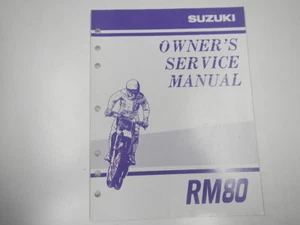 SUZUKI
OWNER'S
SERVICE
MANUAL
RM80